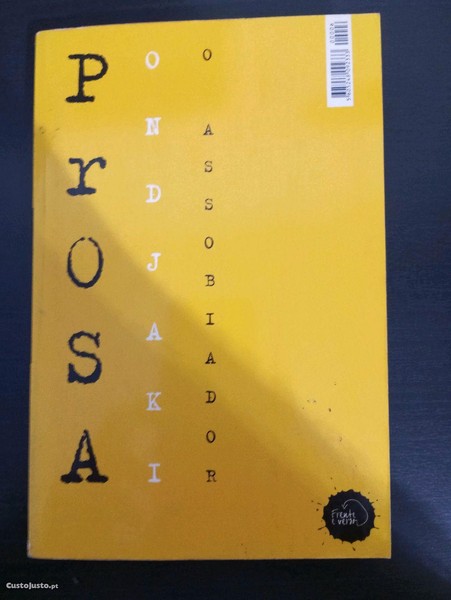 PrOSA
ONDJAKI
O ASSOBIADOR
Frente
e verso
CustoJusto.pt